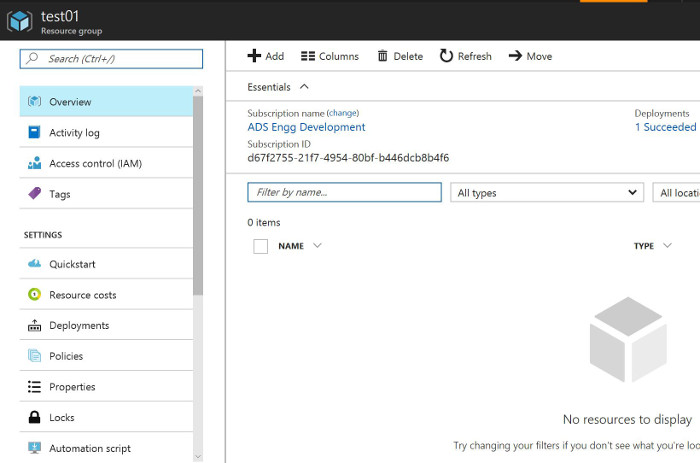 test01
Resource group
Search (Ctrl+/)
Overview
Activity log
Access control (IAM)
Tags
SETTINGS
Quickstart
Resource costs
Deployments
Policies
Properties
Locks
Automation script
Add
Columns
Delete
Refresh
Move
Essentials
Subscription name (change)
ADS Engg Development
Subscription ID
d67f2755-21f7-4954-80bf-b446dcb8b4f6
Deployments
1 Succeeded
Filter by name...
All types
All locati
0 items
NAME
TYPE
No resources to display
Try changing your filters if you don't see what you're loo